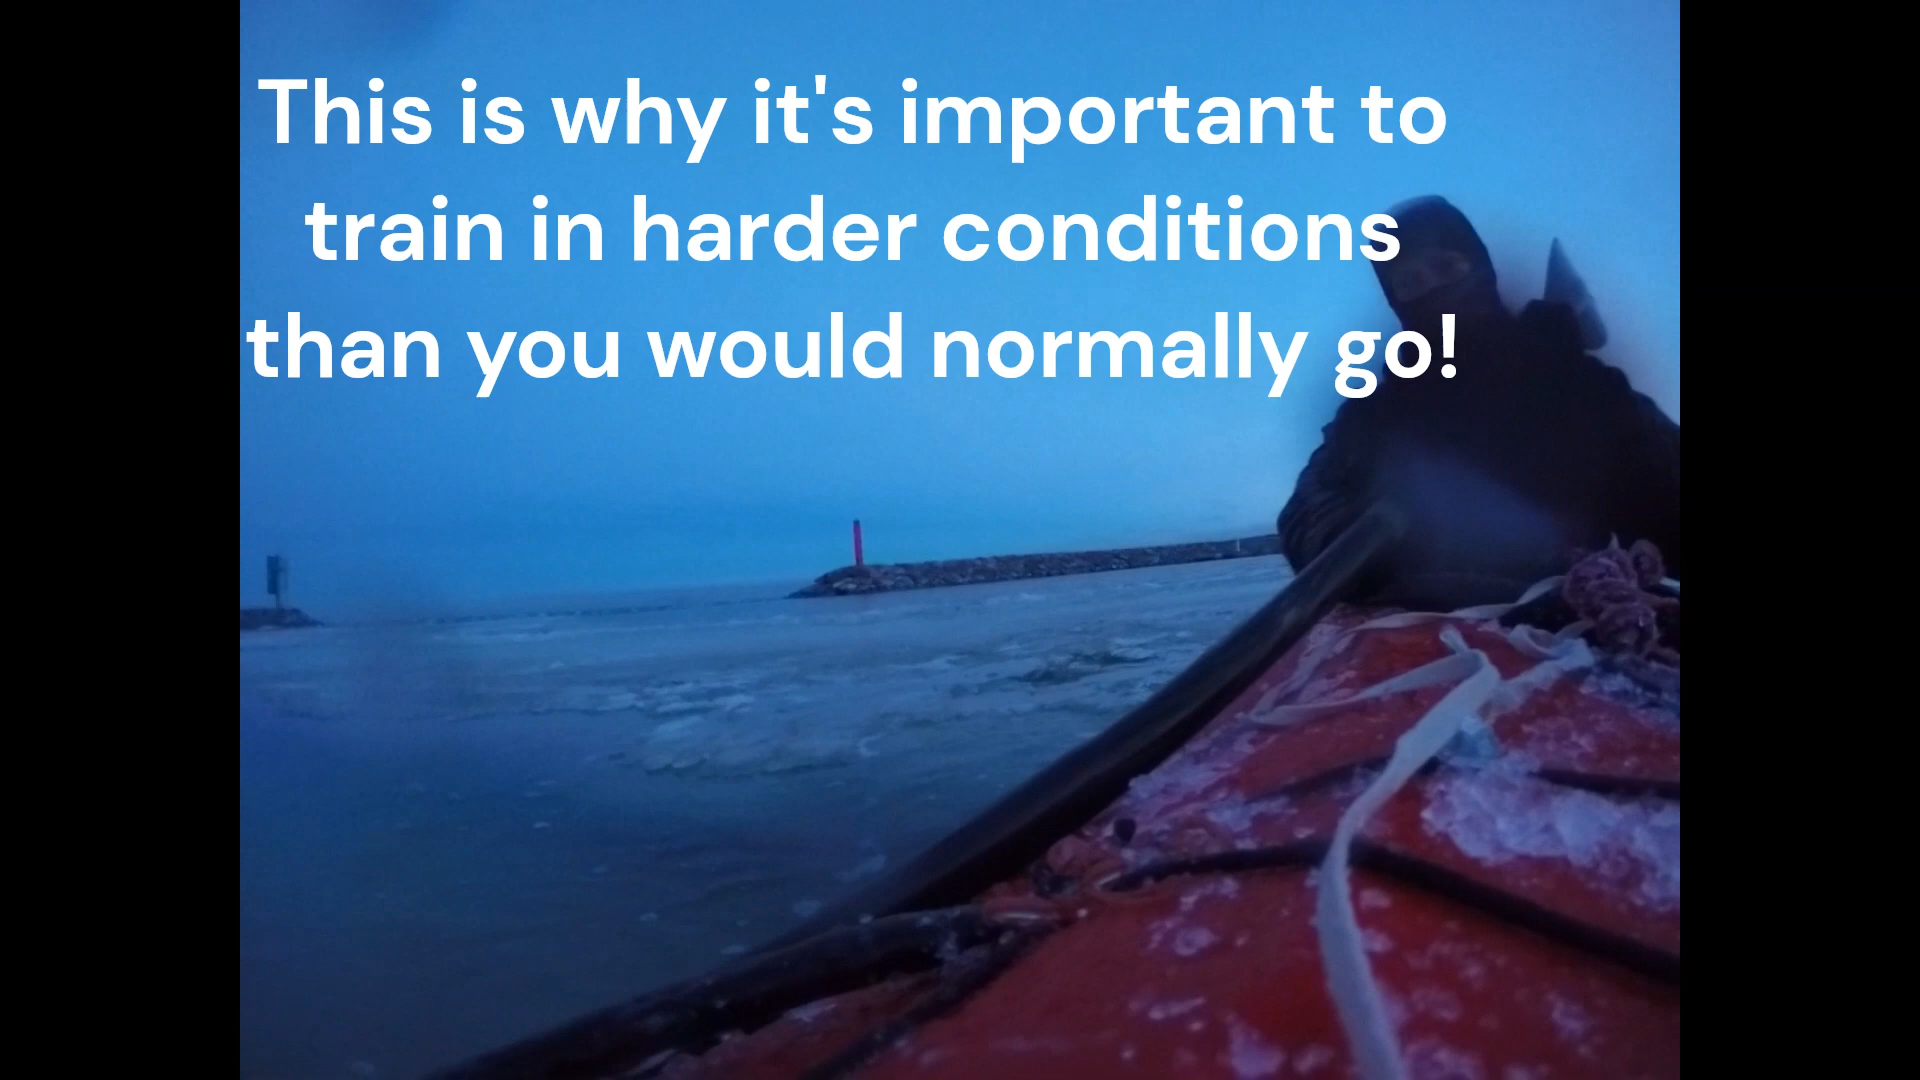 This is why it's important to
train in harder conditions
than you would normally go!